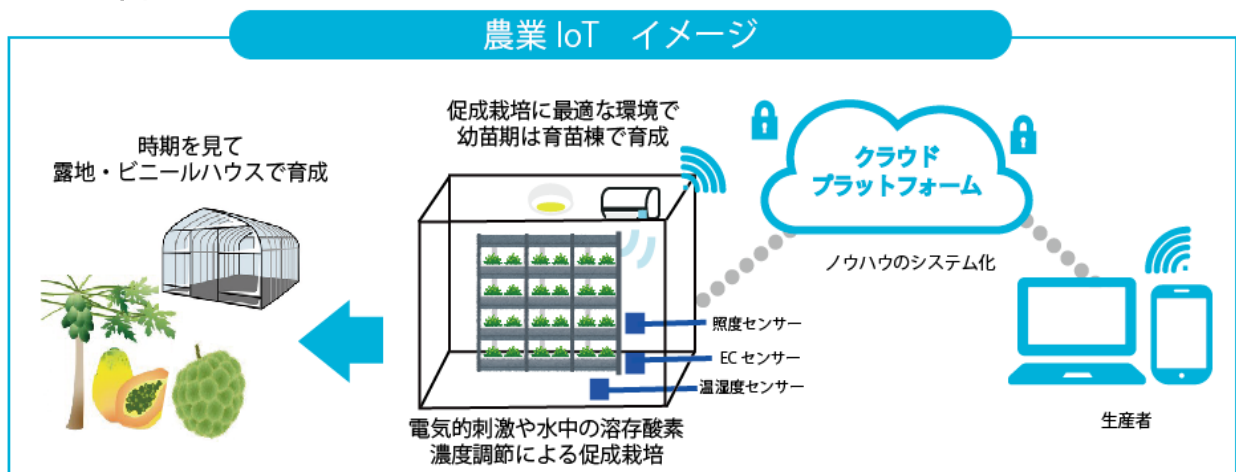 農業 IoT　イメージ
時期を見て
露地・ビニールハウスで育成
促成栽培に最適な環境で
幼苗期は育苗棟で育成
クラウド
プラットフォーム
ノウハウのシステム化
照度センサー
EC センサー
温湿度センサー
電気的刺激や水中の溶存酸素
濃度調節による促成栽培
生産者